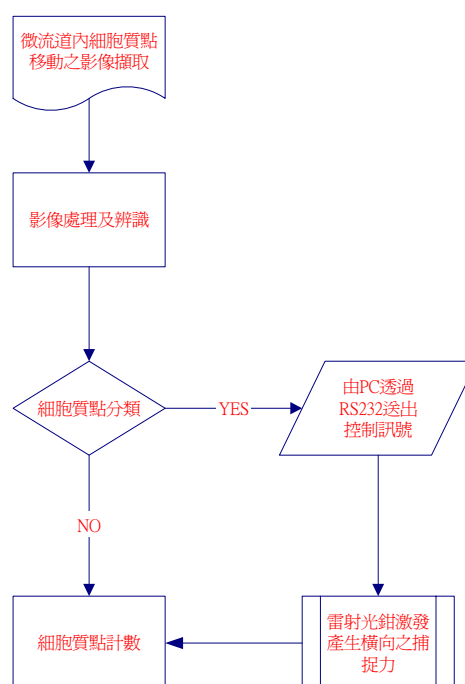 微流道內細胞質點
移動之影像擷取
影像處理及辨識
細胞質點分類
YES
由PC透過
RS232送出
控制訊號
NO
細胞質點計數
雷射光鉗激發
產生橫向之捕
捉力